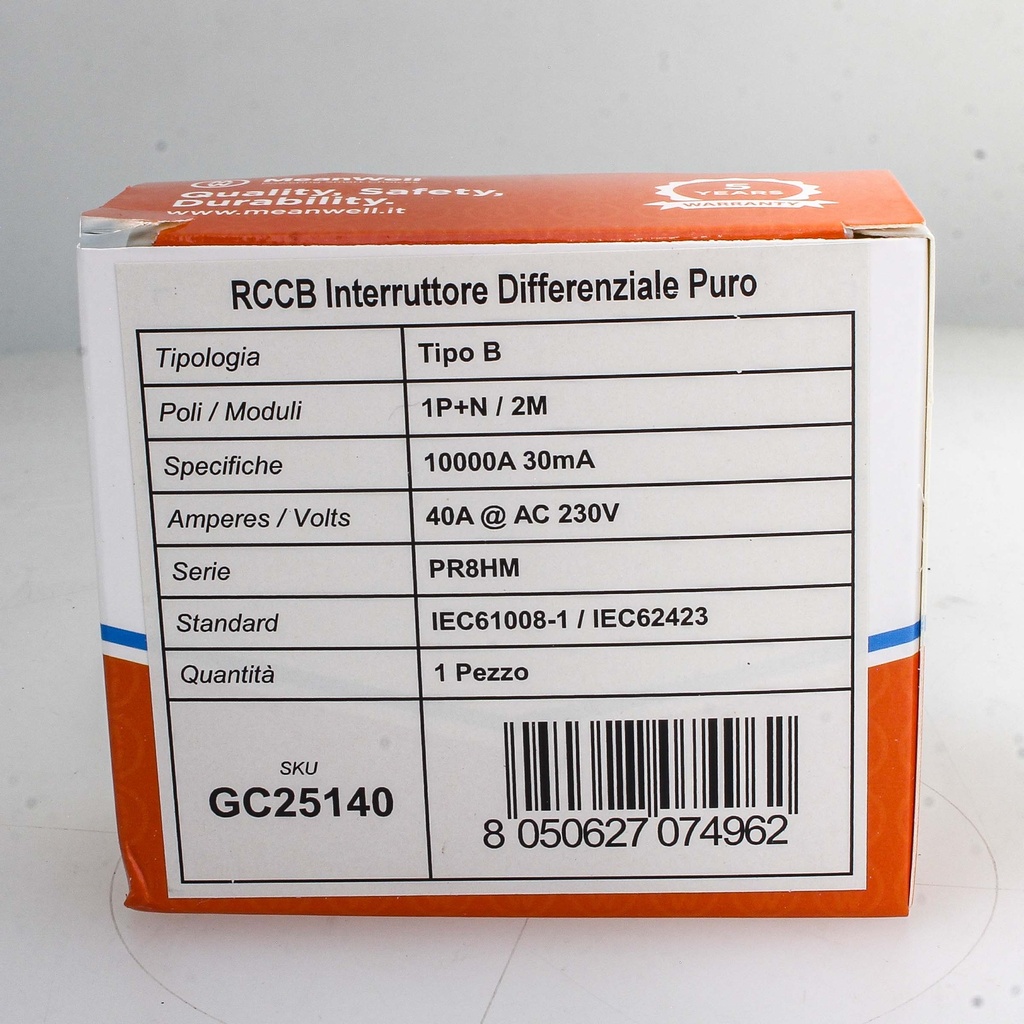 MeanWell
Quality, Safety,
Durability.
www.meanwell.it
5
YEARS
WARRANTY
RCCB Interruttore Differenziale Puro
Tipologia Tipo B
Poli / Moduli 1P+N / 2M
Specifiche 10000A 30mA
Amperes / Volts 40A @ AC 230V
Serie PR8HM
Standard IEC61008-1 / IEC62423
Quantità 1 Pezzo
SKU
GC25140
8 050627 074962